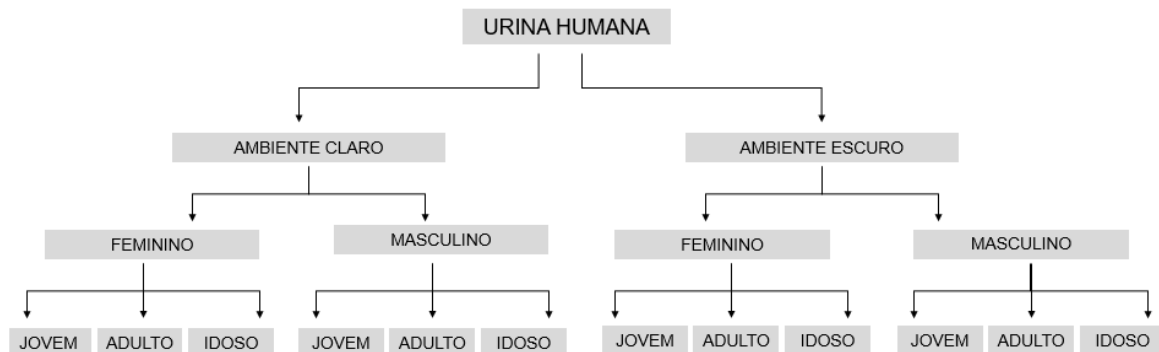 URINA HUMANA
AMBIENTE CLARO
AMBIENTE ESCURO
FEMININO
MASCULINO
FEMININO
MASCULINO
JOVEM
ADULTO
IDOSO
JOVEM
ADULTO
IDOSO
JOVEM
ADULTO
IDOSO
JOVEM
ADULTO
IDOSO